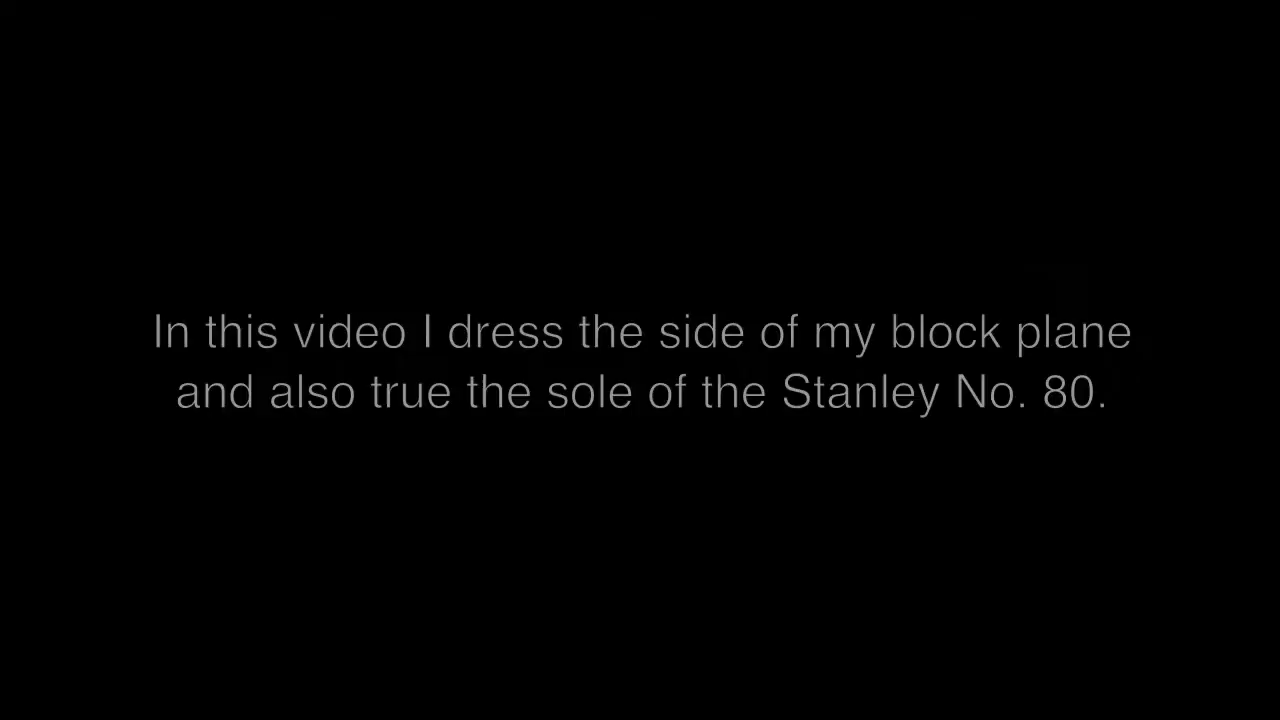 In this video I dress the side of my block plane
and also true the sole of the Stanley No. 80.